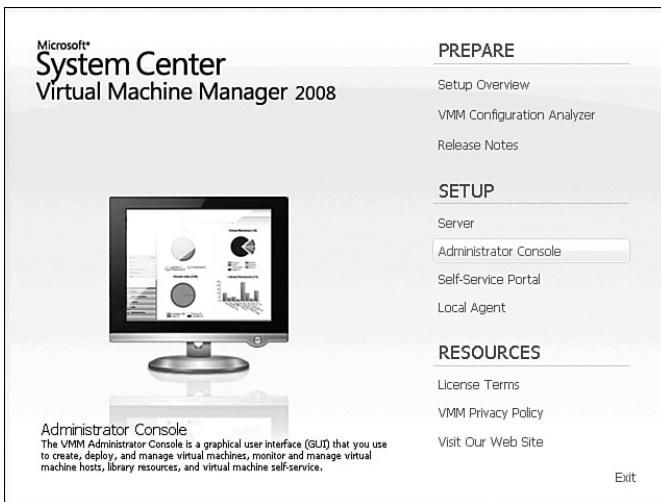 Microsoft®
System Center
Virtual Machine Manager 2008
PREPARE
Setup Overview
VMM Configuration Analyzer
Release Notes
SETUP
Server
Administrator Console
Self-Service Portal
Local Agent
RESOURCES
License Terms
VMM Privacy Policy
Visit Our Web Site
Administrator Console
The VMM Administrator Console is a graphical user interface (GUI) that you use
to create, deploy, and manage virtual machines, monitor and manage virtual
machine hosts, library resources, and virtual machine self-service.
Exit